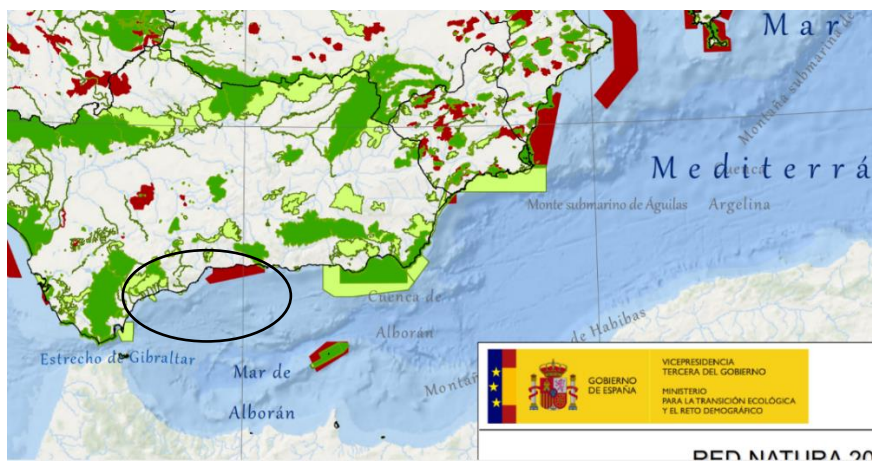 Mar
Montaña submarina de
Mediterrá
Cuenca
Monte submarino de Águilas
Argelina
Cuenca de
Alborán
de Habibas
Estrecho de Gibraltar
Mar de
Alborán
Montañ
GOBIERNO
DE ESPAÑA
VICEPRESIDENCIA
TERCERA DEL GOBIERNO
MINISTERIO
PARA LA TRANSICIÓN ECOLÓGICA
Y EL RETO DEMOGRÁFICO
RED NATURA 20